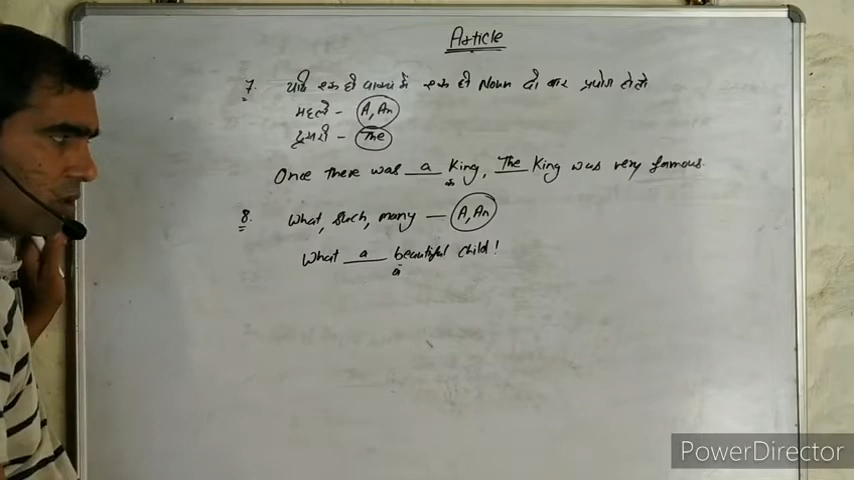 Article
7. यदि एक ही वाक्य में एक ही Noun दो बार प्रयोग हो तो
पहले - A, An
दूसरी - The
Once there was a King, The King was very famous.
क
8. What, such, many - A, An
What a beautiful child!
ब
PowerDirector